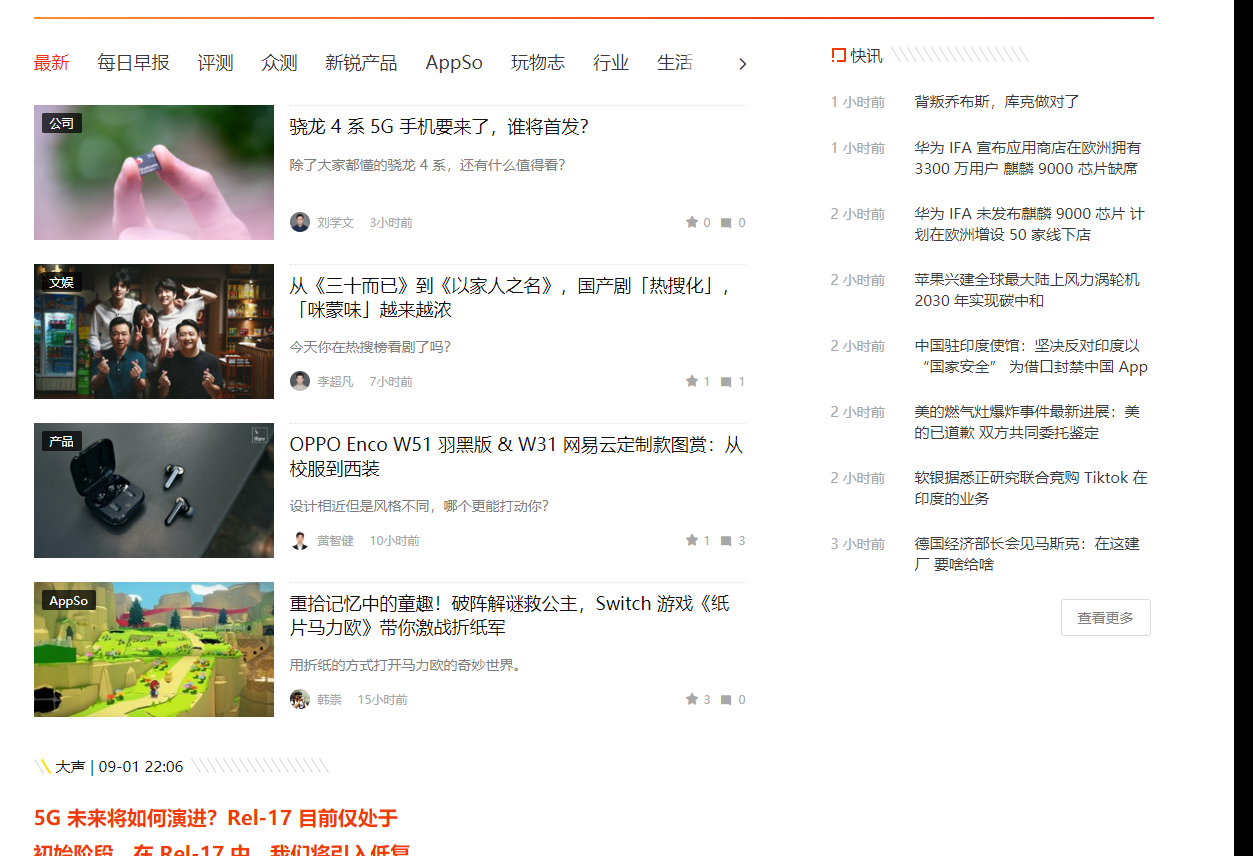 最新 每日早报 评测 众测 新锐产品 AppSo 玩物志 行业 生活
公司
骁龙 4 系 5G 手机要来了，谁将首发？
除了大家都懂的骁龙 4 系，还有什么值得看？
刘学文 3小时前 0 0
文娱
从《三十而已》到《以家人之名》，国产剧「热搜化」，
「咪蒙味」越来越浓
今天你在热搜榜看剧了吗？
李超凡 7小时前 1 1
产品
OPPO Enco W51 羽黑版 & W31 网易云定制款图赏：从
校服到西装
设计相近但是风格不同，哪个更能打动你？
黄智健 10小时前 1 3
AppSo
重拾记忆中的童趣！破阵解谜救公主，Switch 游戏《纸
片马力欧》带你激战折纸军
用折纸的方式打开马力欧的奇妙世界。
韩崇 15小时前 3 0
快讯
1 小时前 背叛乔布斯，库克做对了
1 小时前 华为 IFA 宣布应用商店在欧洲拥有
3300 万用户 麒麟 9000 芯片缺席
2 小时前 华为 IFA 未发布麒麟 9000 芯片 计
划在欧洲增设 50 家线下店
2 小时前 苹果兴建全球最大陆上风力涡轮机
2030 年实现碳中和
2 小时前 中国驻印度使馆：坚决反对印度以
“国家安全” 为借口封禁中国 App
2 小时前 美的燃气灶爆炸事件最新进展：美
的已道歉 双方共同委托鉴定
2 小时前 软银据悉正研究联合竞购 Tiktok 在
印度的业务
3 小时前 德国经济部长会见马斯克：在这建
厂 要啥给啥
查看更多
大声 | 09-01 22:06
5G 未来将如何演进？Rel-17 目前仅处于
初始阶段，在 Rel-17 中，我们将引入低复